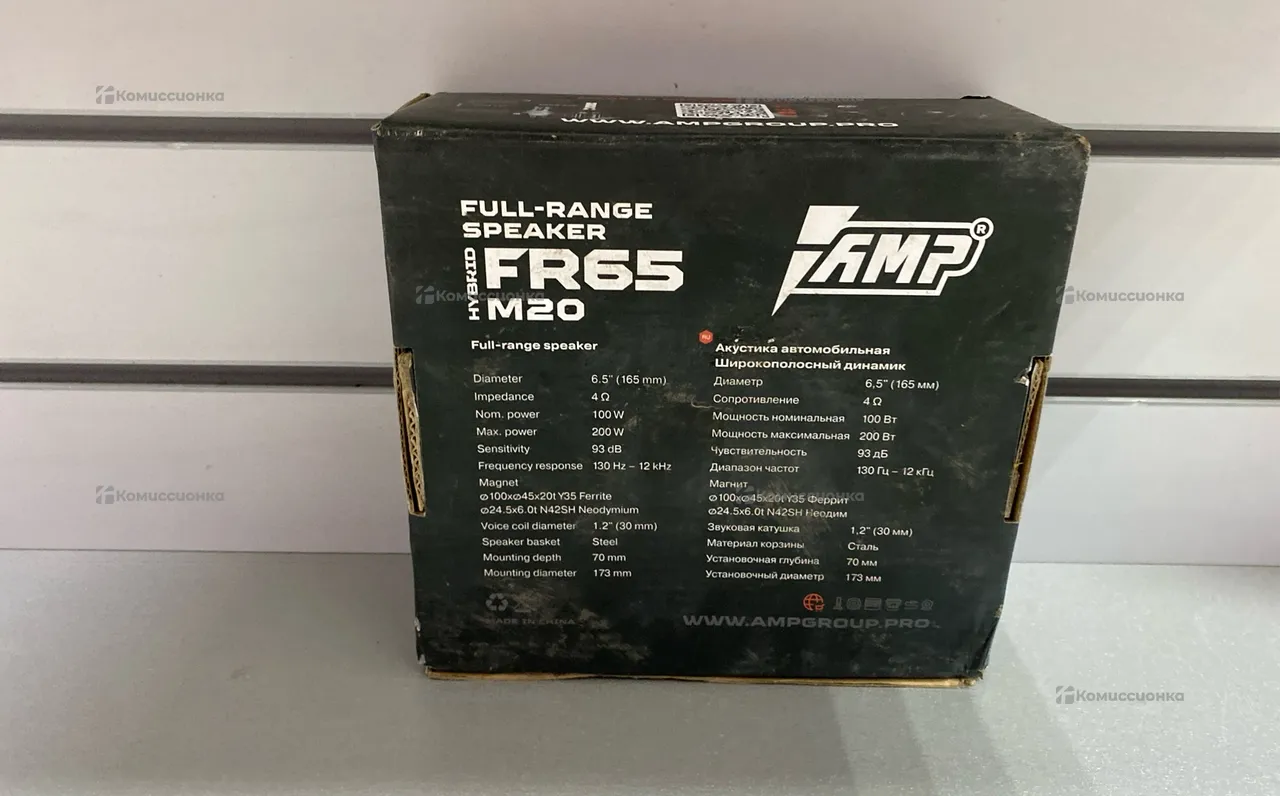 WWW.AMPGROUP.PRO
FULL-RANGE
SPEAKER
HYBRID
FR65
M20
AMP®
Full-range speaker
Diameter 6.5" (165 mm)
Impedance 4 Ω
Nom. power 100 W
Max. power 200 W
Sensitivity 93 dB
Frequency response 130 Hz – 12 kHz
Magnet
⌀100x⌀45x20t Y35 Ferrite
⌀24.5x6.0t N42SH Neodymium
Voice coil diameter 1.2" (30 mm)
Speaker basket Steel
Mounting depth 70 mm
Mounting diameter 173 mm
MADE IN CHINA
RU
Акустика автомобильная
Широкополосный динамик
Диаметр 6,5" (165 мм)
Сопротивление 4 Ω
Мощность номинальная 100 Вт
Мощность максимальная 200 Вт
Чувствительность 93 дБ
Диапазон частот 130 Гц – 12 кГц
Магнит
⌀100x⌀45x20t Y35 Феррит
⌀24.5x6.0t N42SH Неодим
Звуковая катушка 1,2" (30 мм)
Материал корзины Сталь
Установочная глубина 70 мм
Установочный диаметр 173 мм
WWW.AMPGROUP.PRO
Комиссионка
Комиссионка
Комиссионка
Комиссионка
Комиссионка
Комиссионка